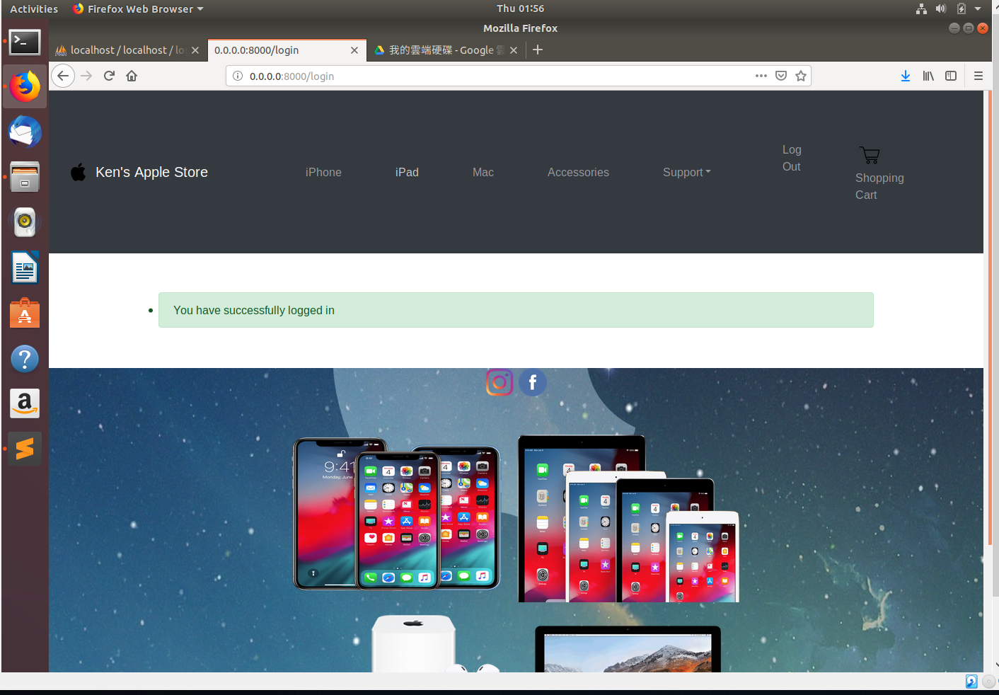 Activities Firefox Web Browser Thu 01:56
Mozilla Firefox
localhost / localhost / lo 0.0.0.0:8000/login 我的雲端硬碟 - Google 雲
0.0.0.0:8000/login
Ken's Apple Store iPhone iPad Mac Accessories Support Log
Out
Shopping
Cart
You have successfully logged in
9:41
Monday, June